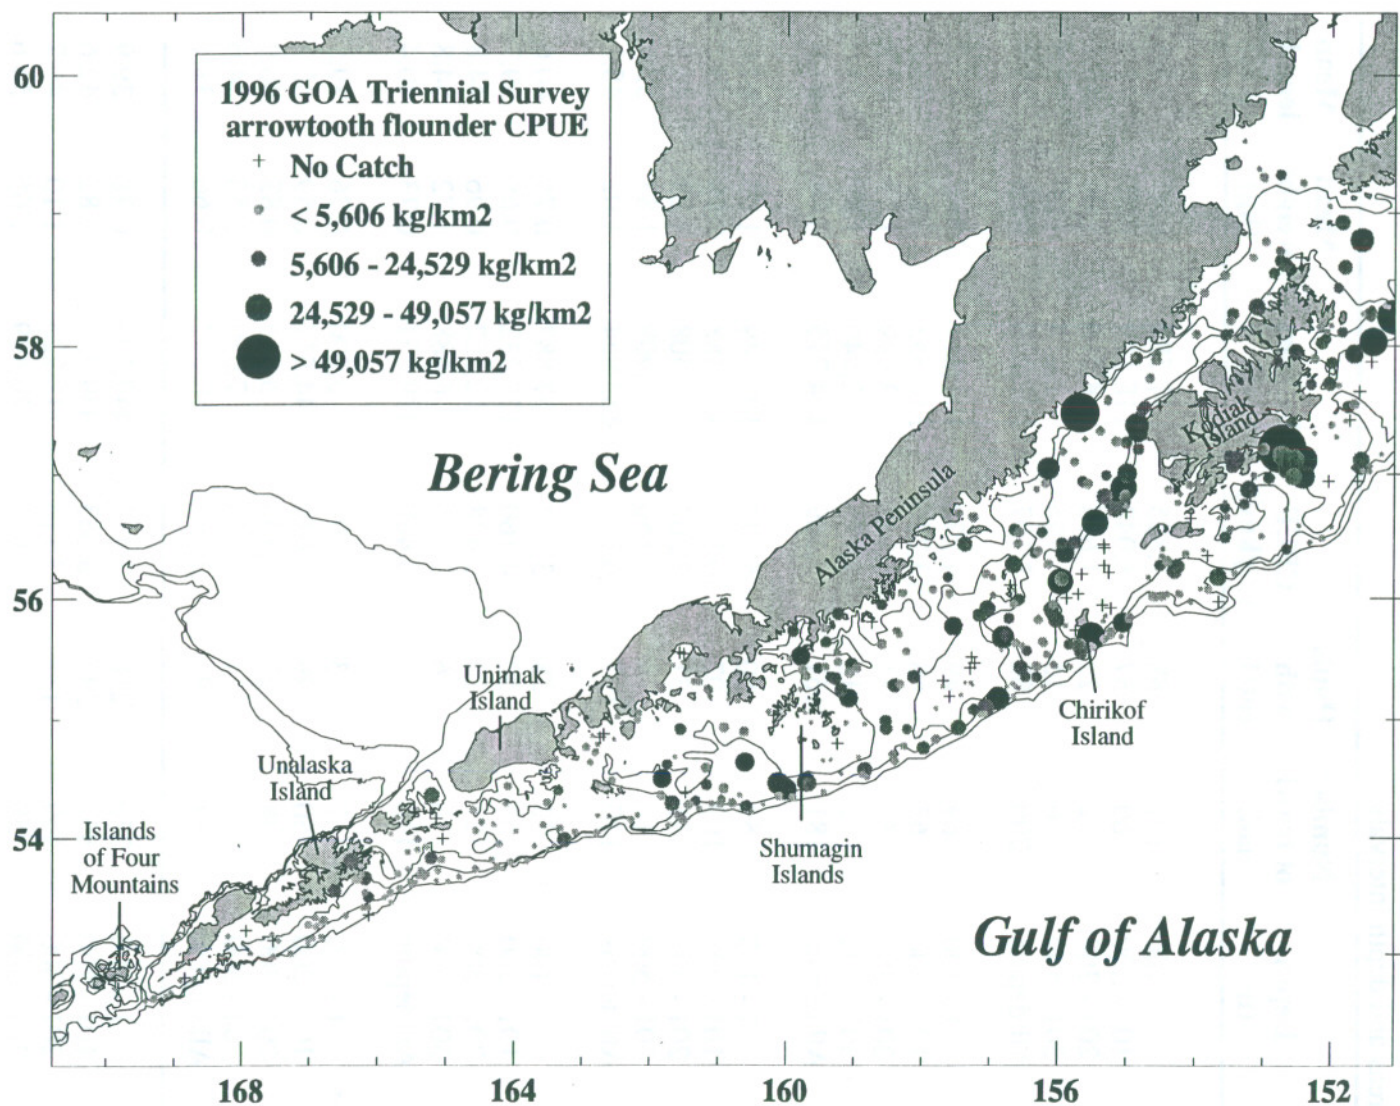 1996 GOA Triennial Survey
arrowtooth flounder CPUE
+ No Catch
< 5,606 kg/km2
5,606 - 24,529 kg/km2
24,529 - 49,057 kg/km2
> 49,057 kg/km2
60
58
56
54
Bering Sea
Kodiak
Island
Alaska Peninsula
Unimak
Island
Unalaska
Island
Islands
of Four
Mountains
Chirikof
Island
Shumagin
Islands
Gulf of Alaska
168
164
160
156
152